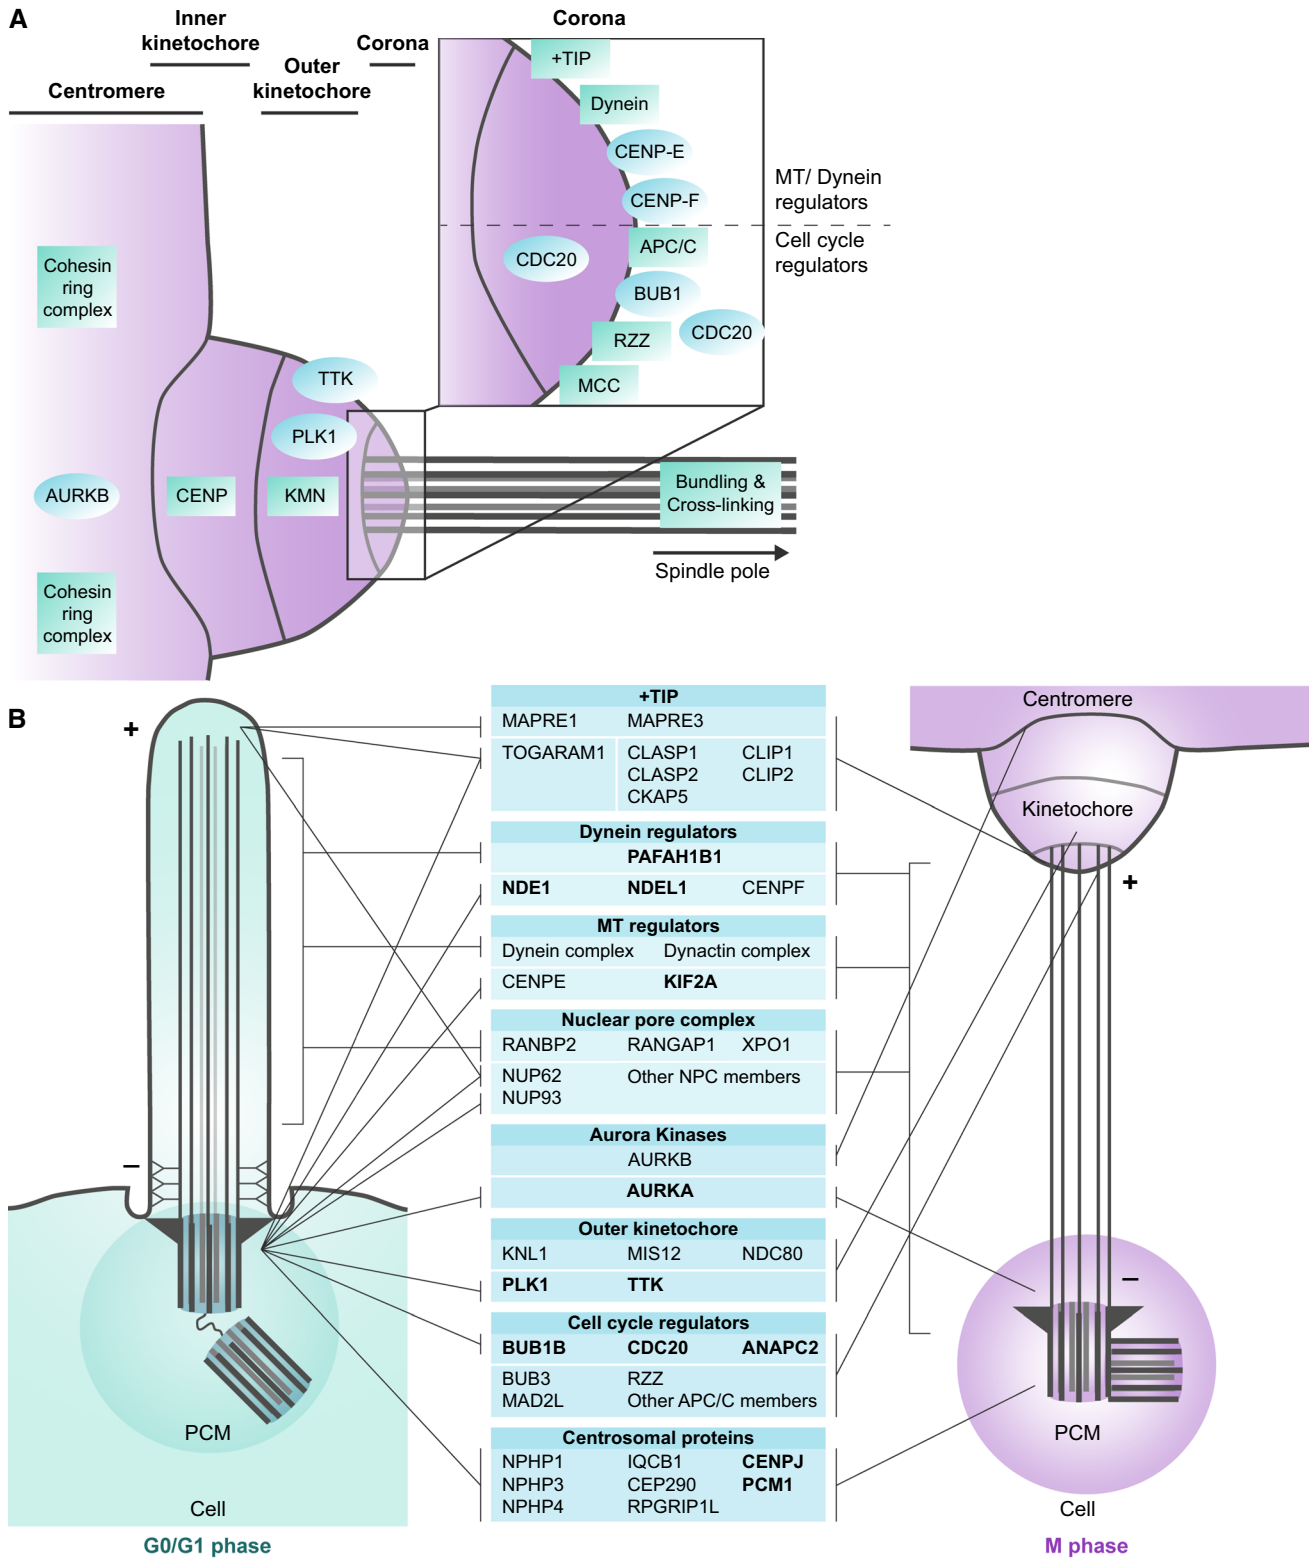 A
Inner
kinetochore
Corona
Outer
kinetochore
Centromere
Corona
+TIP
Dynein
CENP-E
CENP-F
MT/ Dynein
regulators
Cell cycle
regulators
APC/C
CDC20
BUB1
CDC20
RZZ
MCC
Cohesin
ring
complex
TTK
PLK1
AURKB
CENP
KMN
Bundling &
Cross-linking
Spindle pole
Cohesin
ring
complex
B
+
–
PCM
Cell
G0/G1 phase
+TIP
MAPRE1 MAPRE3
TOGARAM1 CLASP1 CLIP1
CLASP2 CLIP2
CKAP5
Dynein regulators
PAFAH1B1
NDE1 NDEL1 CENPF
MT regulators
Dynein complex Dynactin complex
CENPE KIF2A
Nuclear pore complex
RANBP2 RANGAP1 XPO1
NUP62 Other NPC members
NUP93
Aurora Kinases
AURKB
AURKA
Outer kinetochore
KNL1 MIS12 NDC80
PLK1 TTK
Cell cycle regulators
BUB1B CDC20 ANAPC2
BUB3 RZZ
MAD2L Other APC/C members
Centrosomal proteins
NPHP1 IQCB1 CENPJ
NPHP3 CEP290 PCM1
NPHP4 RPGRIP1L
Centromere
Kinetochore
+
–
PCM
Cell
M phase